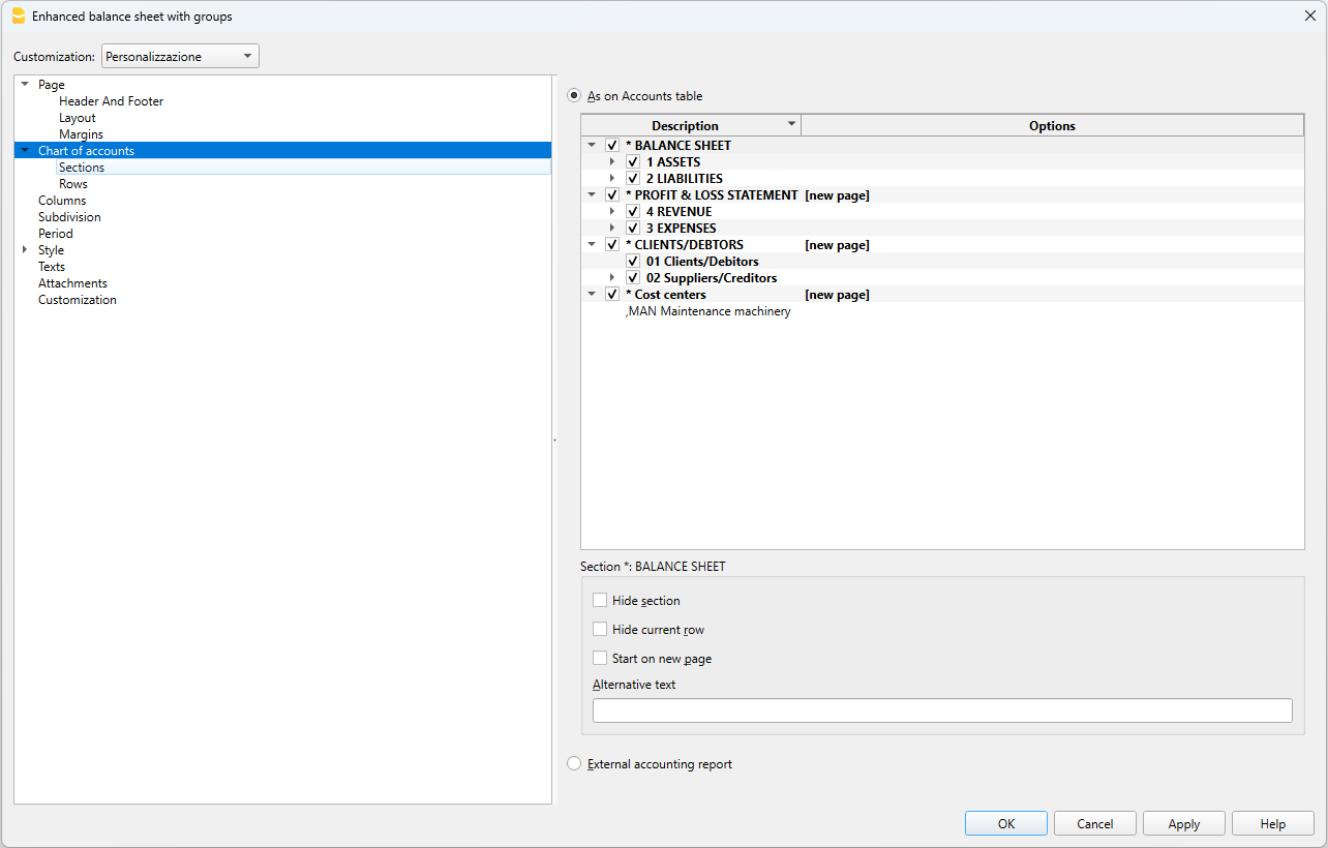 Enhanced balance sheet with groups
Customization: Personalizzazione
Page
Header And Footer
Layout
Margins
Chart of accounts
Sections
Rows
Columns
Subdivision
Period
Style
Texts
Attachments
Customization
As on Accounts table
Description Options
* BALANCE SHEET
1 ASSETS
2 LIABILITIES
* PROFIT & LOSS STATEMENT [new page]
4 REVENUE
3 EXPENSES
* CLIENTS/DEBTORS [new page]
01 Clients/Debitors
02 Suppliers/Creditors
* Cost centers [new page]
,MAN Maintenance machinery
Section *: BALANCE SHEET
Hide section
Hide current row
Start on new page
Alternative text
External accounting report
OK Cancel Apply Help